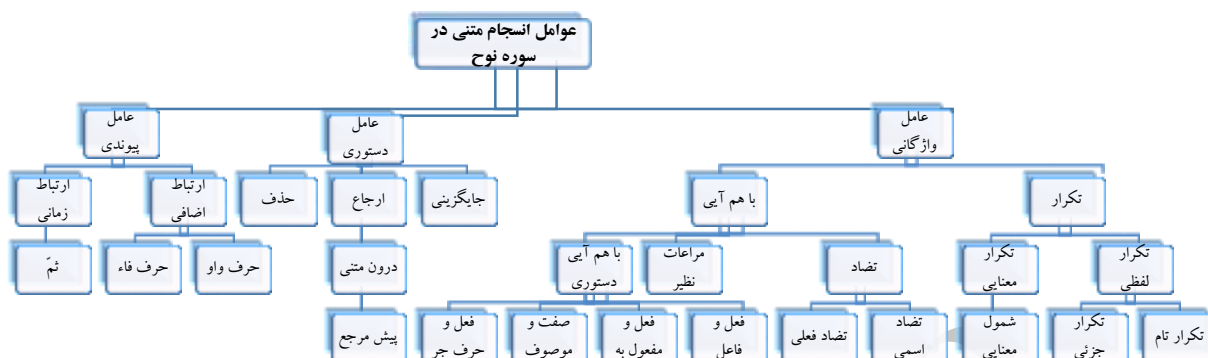 عوامل انسجام متنی در
سوره نوح
عامل
واژگانی
عامل
دستوری
عامل
پیوندی
تکرار
با هم آیی
جایگزینی
ارجاع
حذف
ارتباط
اضافی
ارتباط
زمانی
تکرار
لفظی
تکرار
معنایی
تضاد
مراعات
نظیر
با هم آیی
دستوری
درون متنی
حرف واو
حرف فاء
ثمّ
تکرار تام
تکرار
جزئی
شمول
معنایی
تضاد
اسمی
تضاد فعلی
فعل و
فاعل
فعل و
مفعول به
صفت و
موصوف
فعل و
حرف جر
پیش مرجع